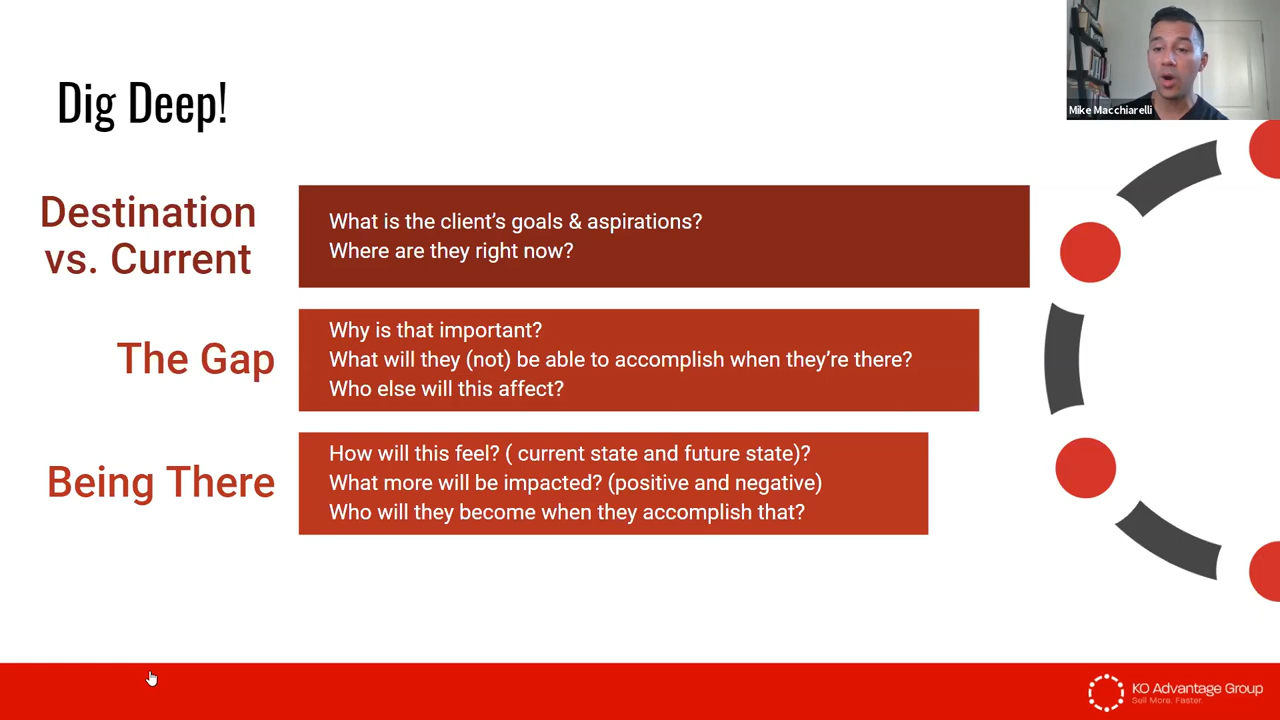 Dig Deep!
Mike Macchiarelli
Destination
vs. Current
What is the client's goals & aspirations?
Where are they right now?
The Gap
Why is that important?
What will they (not) be able to accomplish when they're there?
Who else will this affect?
Being There
How will this feel? ( current state and future state)?
What more will be impacted? (positive and negative)
Who will they become when they accomplish that?
KO Advantage Group
Sell More. Faster.